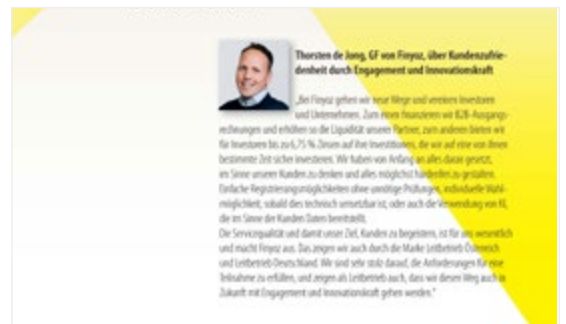 Thorsten de Jong, GF von Finyoz, über Kundenzufrie-
denheit durch Engagement und Innovationskraft
„Bei Finyoz gehen wir neue Wege und vereinen Investoren
und Unternehmen. Zum einen finanzieren wir B2B-Ausgangs-
rechnungen und erhöhen so die Liquidität unserer Partner, zum anderen bieten wir
für Investoren bis zu 6,75 % Zinsen auf ihre Investitionen, die wir auf eine von ihnen
bestimmte Zeit sicher investieren. Wir haben von Anfang an alles daran gesetzt,
im Sinne unserer Kunden zu denken und alles möglichst barrierefrei zu gestalten.
Einfache Registrierungsmöglichkeiten ohne unnötige Prüfungen, individuelle Wahl-
möglichkeit, sobald dies technisch umsetzbar ist, oder auch die Verwendung von KI,
die im Sinne der Kunden Daten bereitstellt.
Die Servicequalität und damit unser Ziel, Kunden zu begeistern, ist für uns wesentlich
und macht Finyoz aus. Das zeigen wir auch durch die Marke Leitbetrieb Österreich
und Leitbetrieb Deutschland. Wir sind sehr stolz darauf, die Anforderungen für eine
Teilnahme zu erfüllen, und zeigen als Leitbetrieb auch, dass wir diesen Weg auch in
Zukunft mit Engagement und Innovationskraft gehen werden."